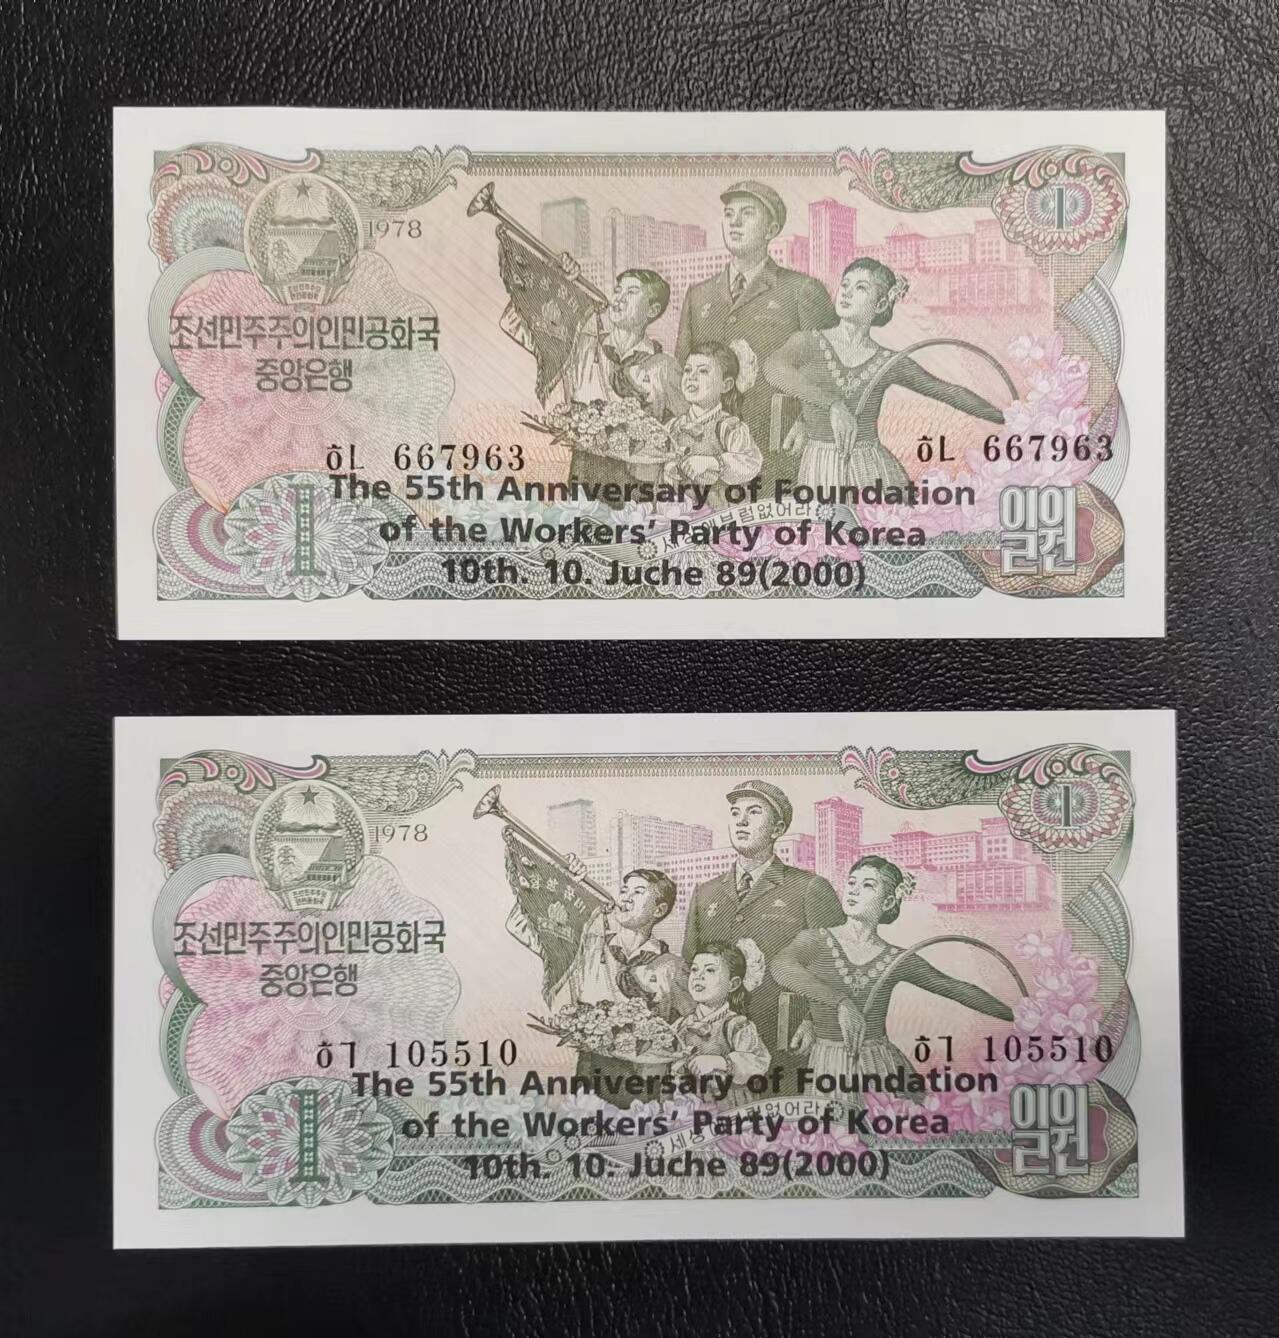 1978
1
조선민주주의인민공화국
중앙은행
ㅎㄴ 667963
ㅎㄴ 667963
The 55th Anniversary of Foundation
of the Workers' Party of Korea
10th. 10. Juche 89(2000)
1
일원
1978
1
조선민주주의인민공화국
중앙은행
ㅎㄱ 105510
ㅎㄱ 105510
The 55th Anniversary of Foundation
of the Workers' Party of Korea
10th. 10. Juche 89(2000)
1
일원